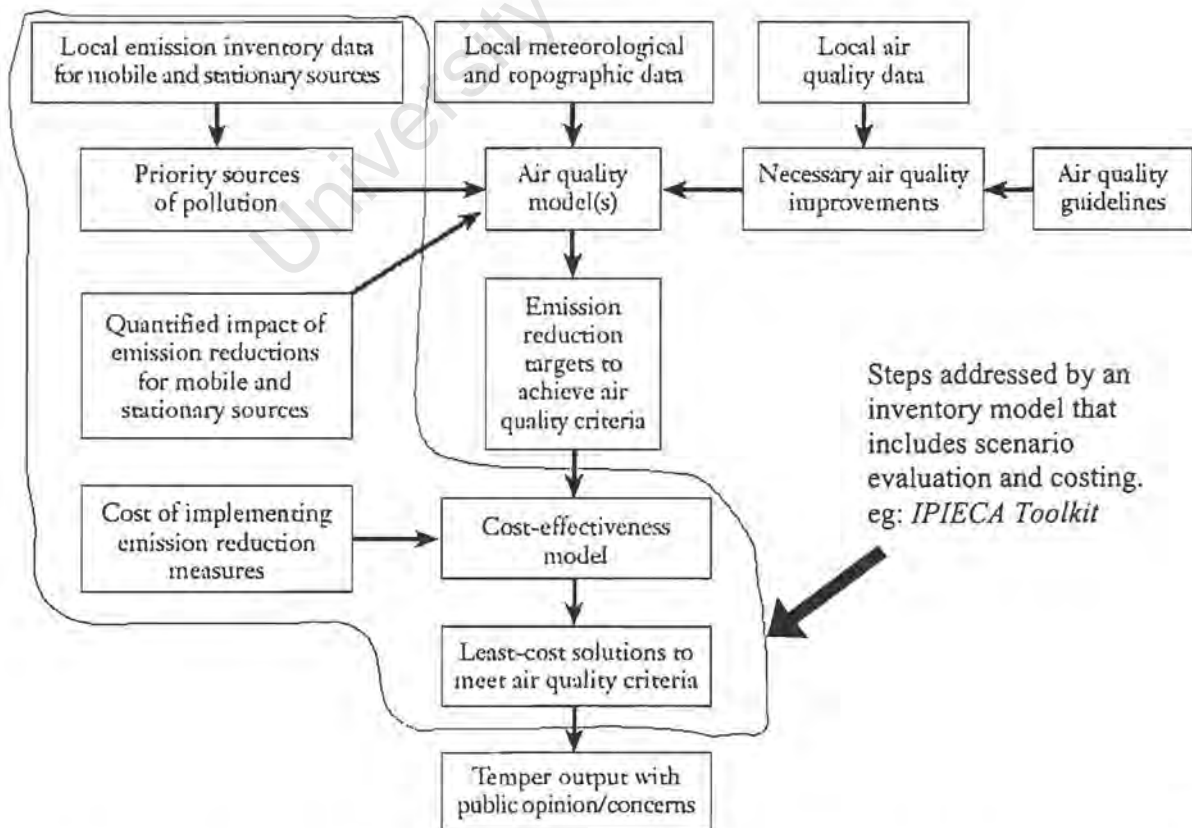 Local emission inventory data
for mobile and stationary sources
Local meteorological
and topographic data
Local air
quality data
Priority sources
of pollution
Air quality
model(s)
Necessary air quality
improvements
Air quality
guidelines
Quantified impact of
emission reductions
for mobile and
stationary sources
Emission
reduction
targets to
achieve air
quality criteria
Steps addressed by an
inventory model that
includes scenario
evaluation and costing.
eg: IPIECA Toolkit
Cost of implementing
emission reduction
measures
Cost-effectiveness
model
Least-cost solutions to
meet air quality criteria
Temper output with
public opinion/concerns
University